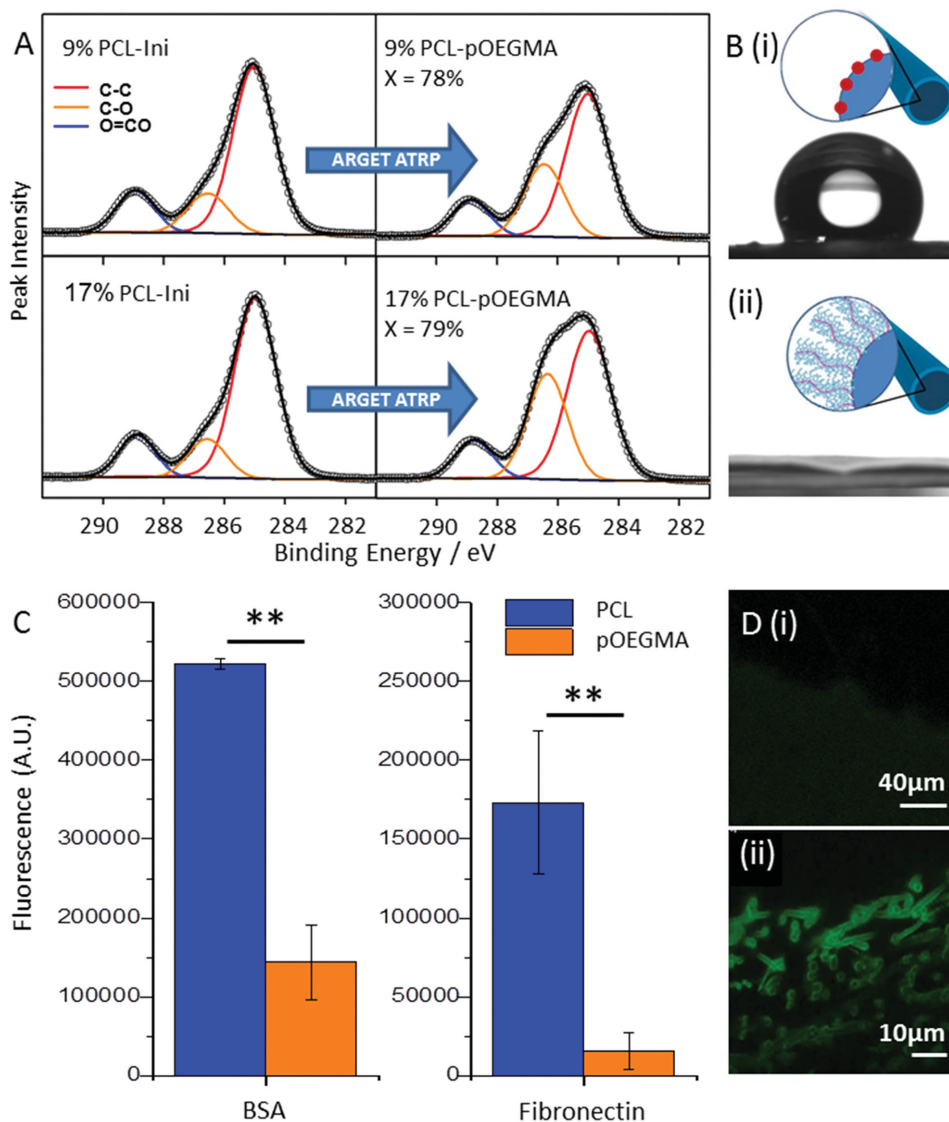 A
9% PCL-Ini
C-C
C-O
O=CO
9% PCL-pOEGMA
X = 78%
ARGET ATRP
17% PCL-Ini
17% PCL-pOEGMA
X = 79%
ARGET ATRP
Peak Intensity
290 288 286 284 282 290 288 286 284 282
Binding Energy / eV
B (i)
(ii)
C
600000
500000
400000
300000
200000
100000
0
**
BSA
Fluorescence (A.U.)
300000
250000
200000
150000
100000
50000
0
PCL
pOEGMA
**
Fibronectin
D (i)
40µm
(ii)
10µm